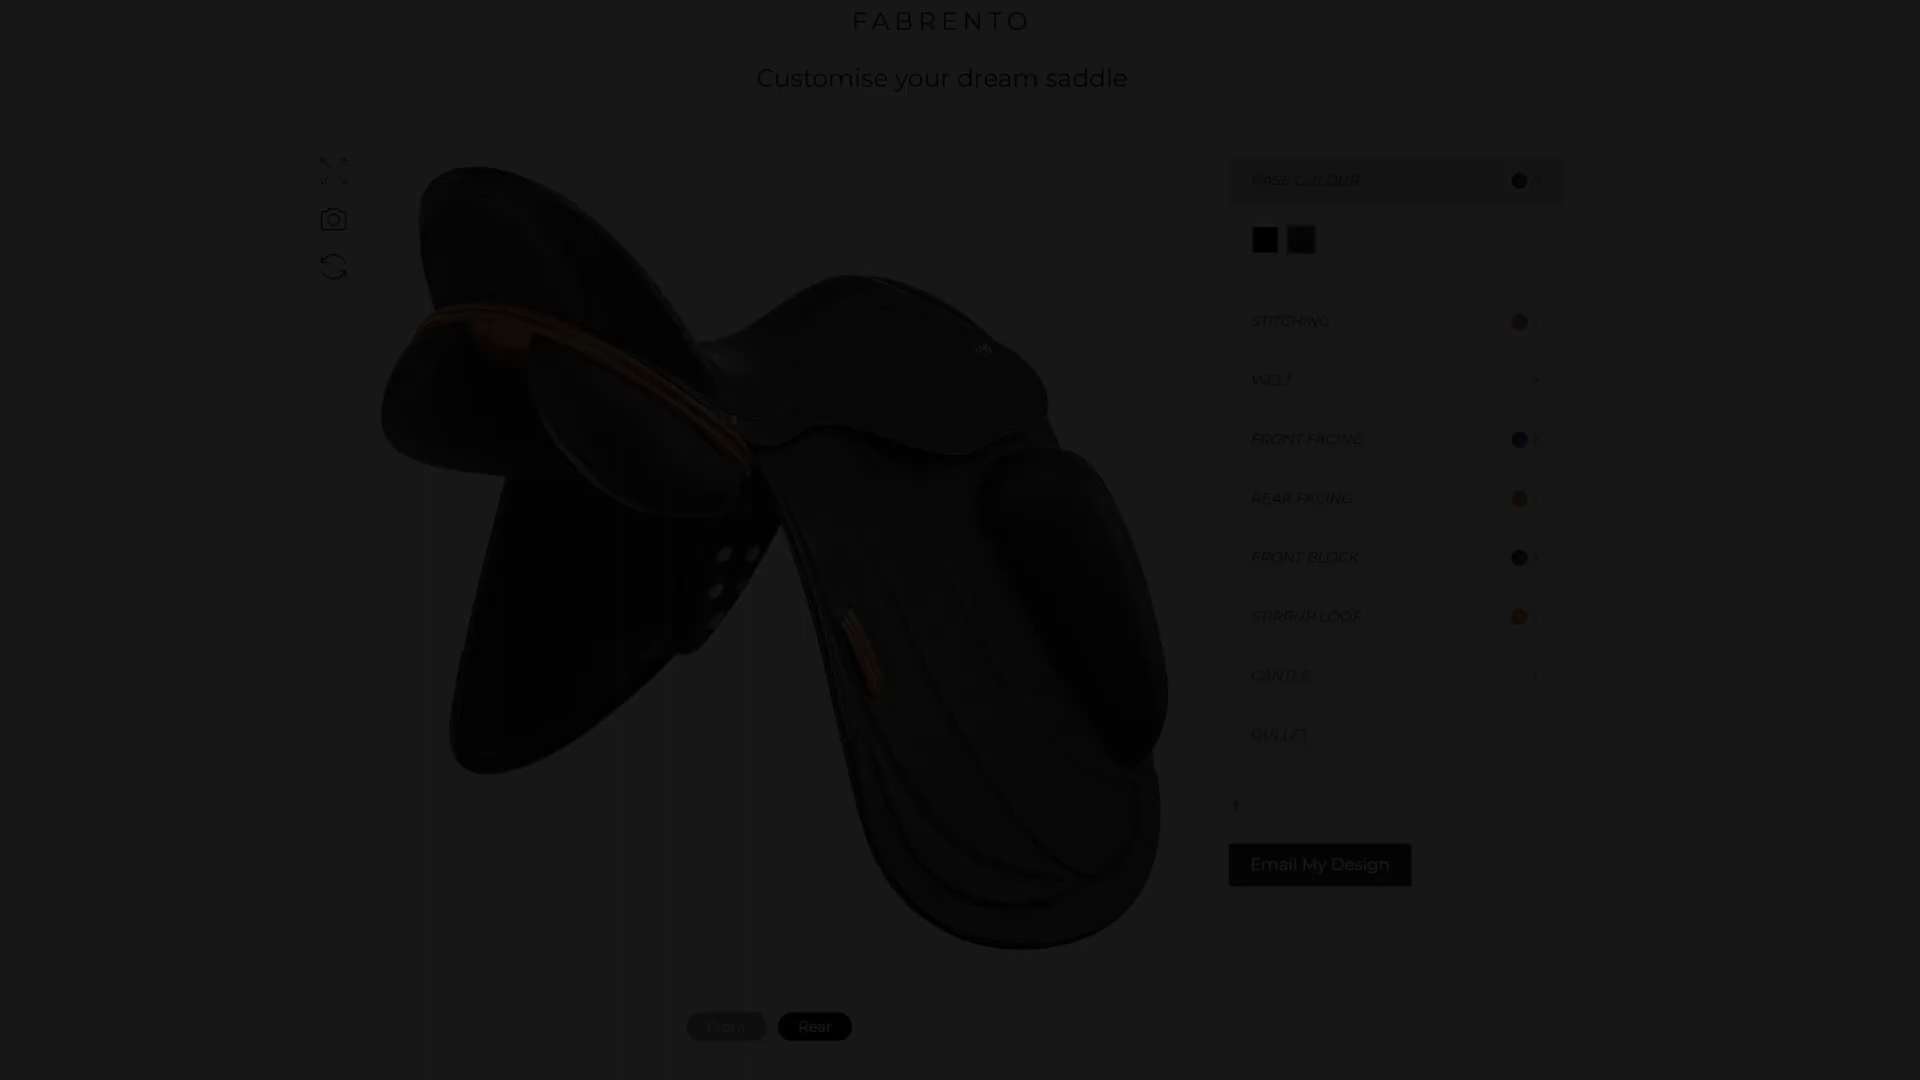 FABRENTO
Customise your dream saddle
BASE COLOUR
STITCHING
WELT
FRONT FACING
REAR FACING
FRONT BLOCK
STIRRUP LOOP
CANTLE
GULLET
Email My Design
Front
Rear